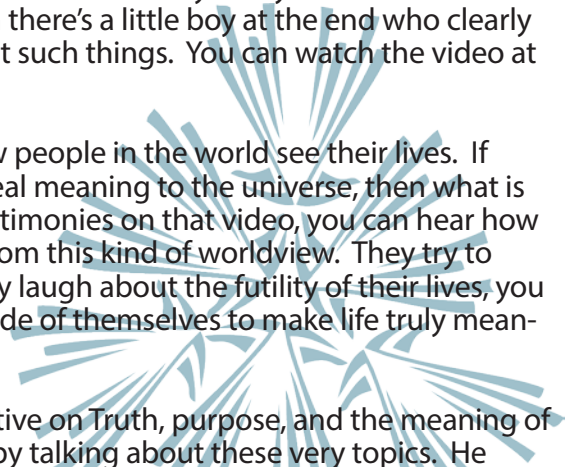 there’s a little boy at the end who clearly
t such things.  You can watch the video at
people in the world see their lives.  If
eal meaning to the universe, then what is
timonies on that video, you can hear how
om this kind of worldview.  They try to
y laugh about the futility of their lives, you
de of themselves to make life truly mean-
tive on Truth, purpose, and the meaning of
by talking about these very topics.  He